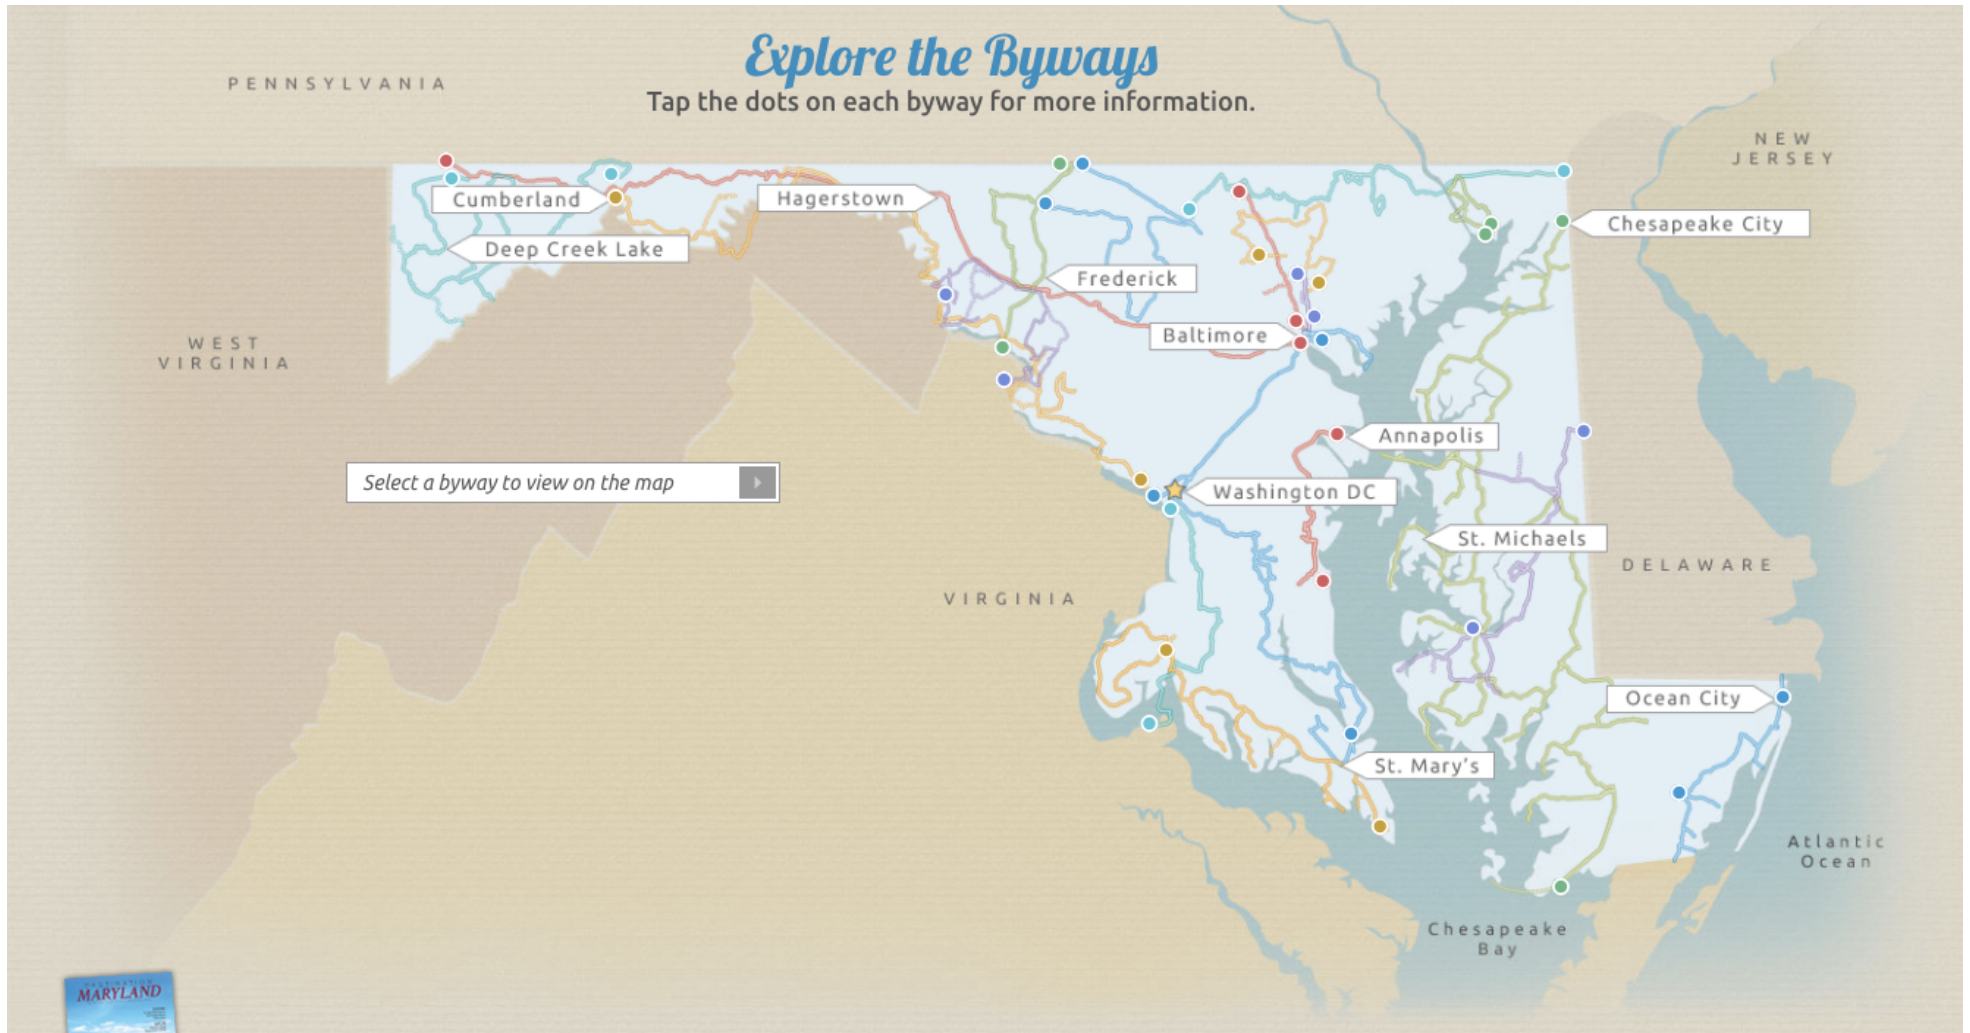 Explore the Byways
Tap the dots on each byway for more information.
PENNSYLVANIA
NEW
JERSEY
Cumberland
Hagerstown
Chesapeake City
Deep Creek Lake
Frederick
Baltimore
WEST
VIRGINIA
Annapolis
Select a byway to view on the map
Washington DC
St. Michaels
DELAWARE
VIRGINIA
Ocean City
St. Mary's
Atlantic
Ocean
Chesapeake
Bay
MARYLAND